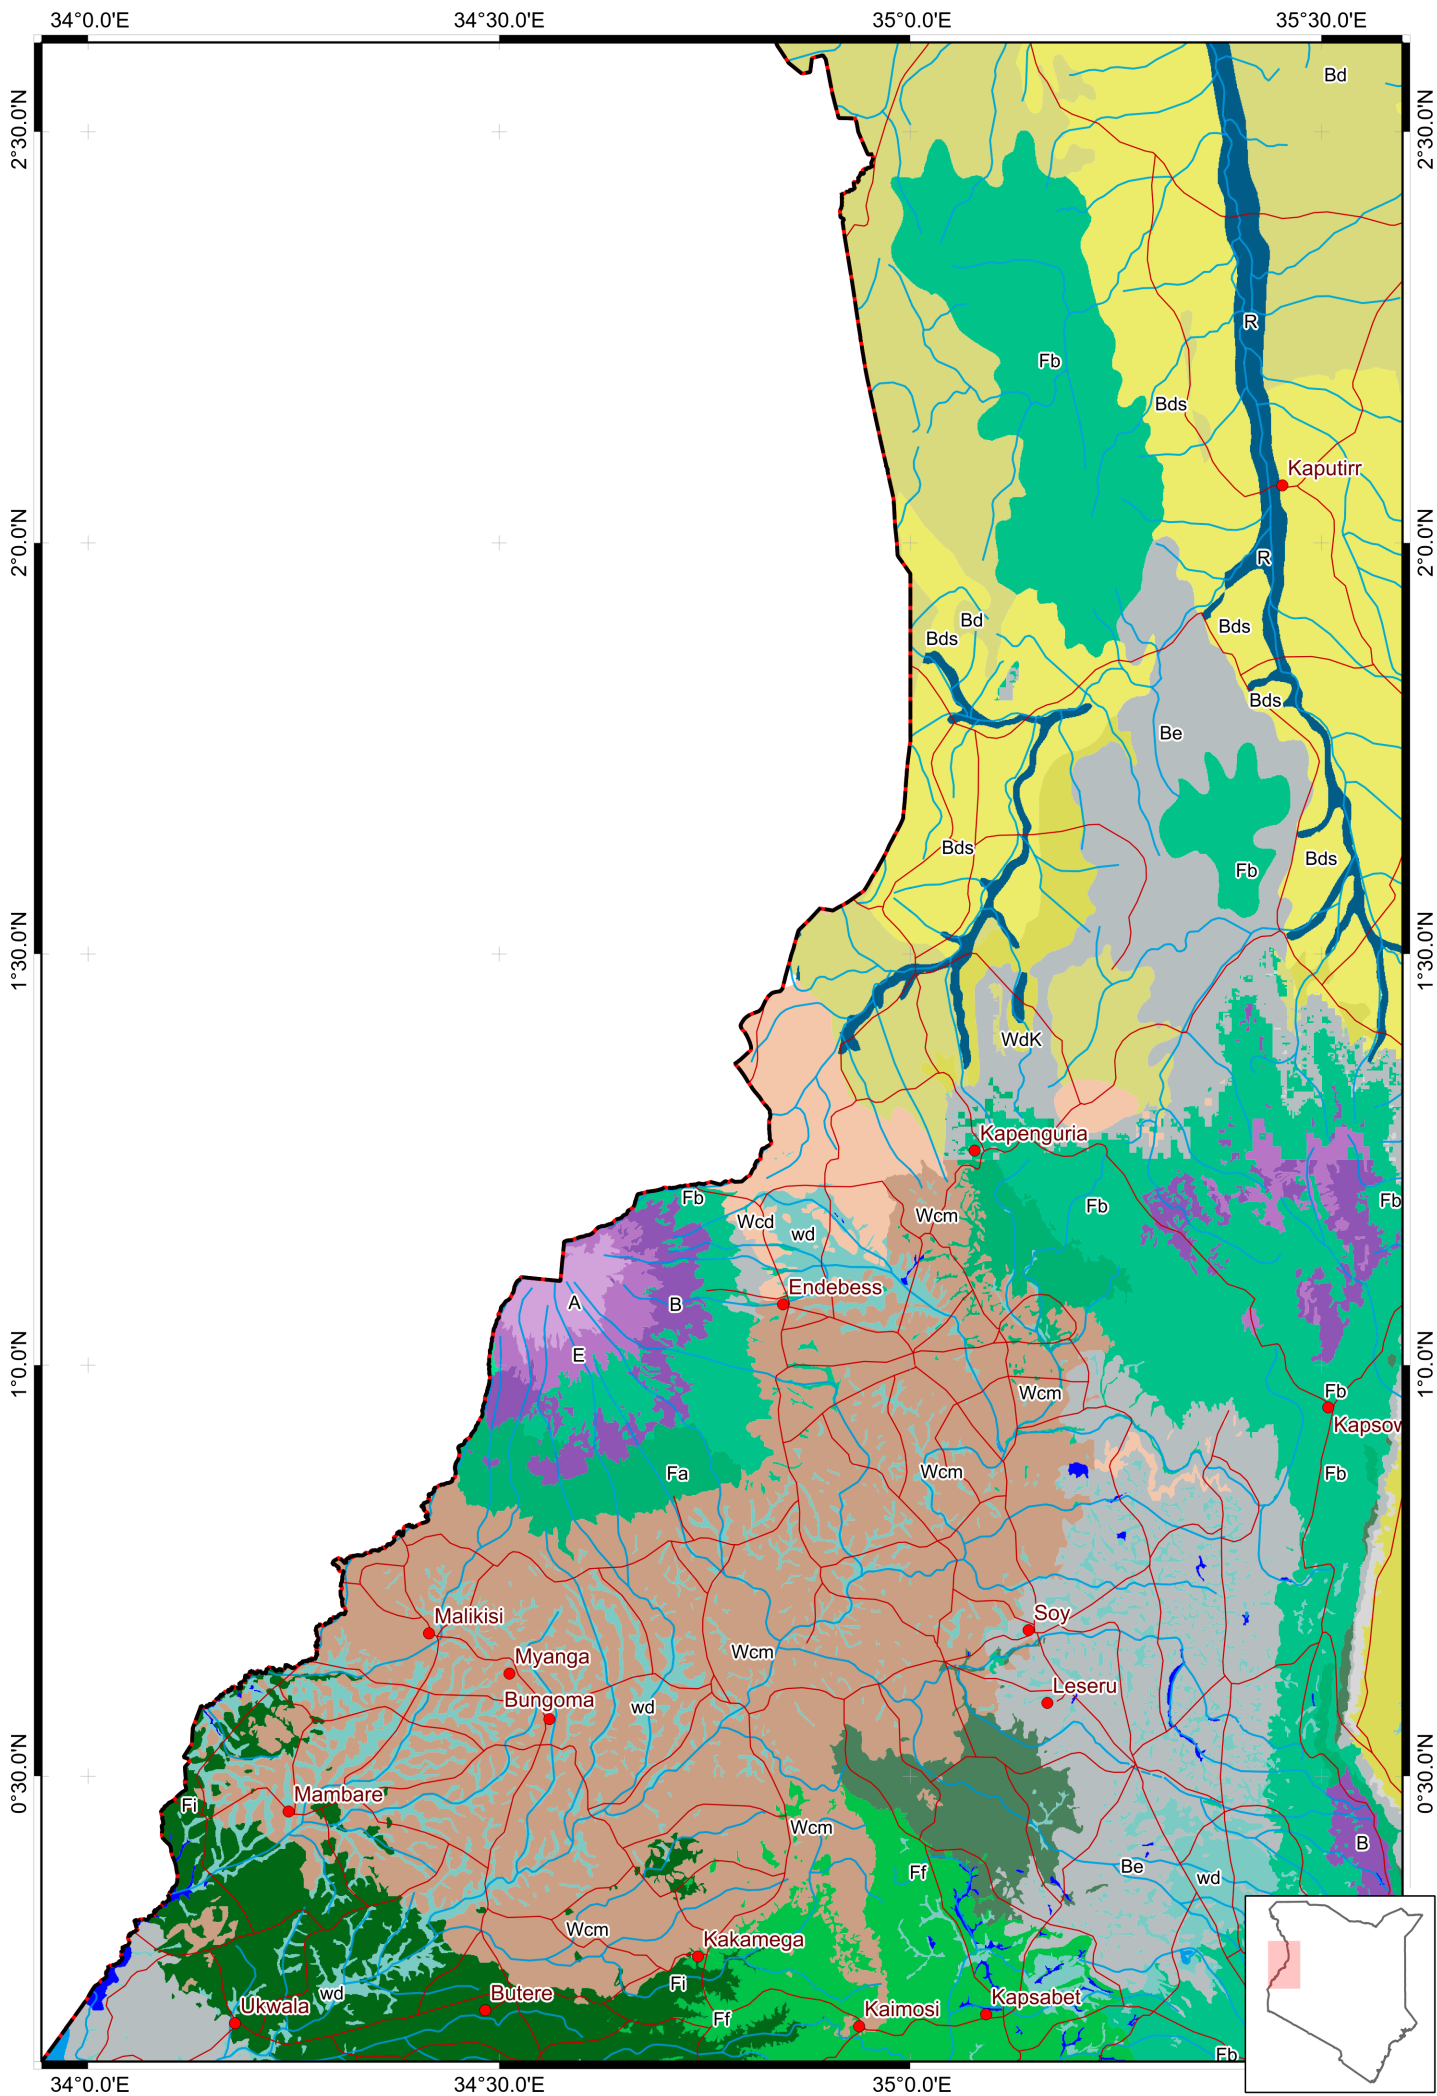 34°0.0'E 34°30.0'E 35°0.0'E 35°30.0'E
Bd
2°30.0'N 2°30.0'N
R
Fb
Bds
Kaputirr
2°0.0'N 2°0.0'N
R
Bd
Bds
Bds
Bds
Be
Bds
Bds
Fb
1°30.0'N 1°30.0'N
WdK
Kapenguria
Fb
Fb
Fb
Wcd
Wcm
wd
Endebess
A
B
E
1°0.0'N 1°0.0'N
Wcm
Fb
Kapsow
Wcm
Fa
Fb
Malikisi
Soy
Wcm
Myanga
Leseru
Bungoma
wd
0°30.0'N 0°30.0'N
Mambare
Fi
Wcm
B
Be
Ff
wd
Wcm
Kakamega
Fi
wd
Butere
Kapsabet
Ukwala
Kaimosi
Ff
Fb
34°0.0'E 34°30.0'E 35°0.0'E